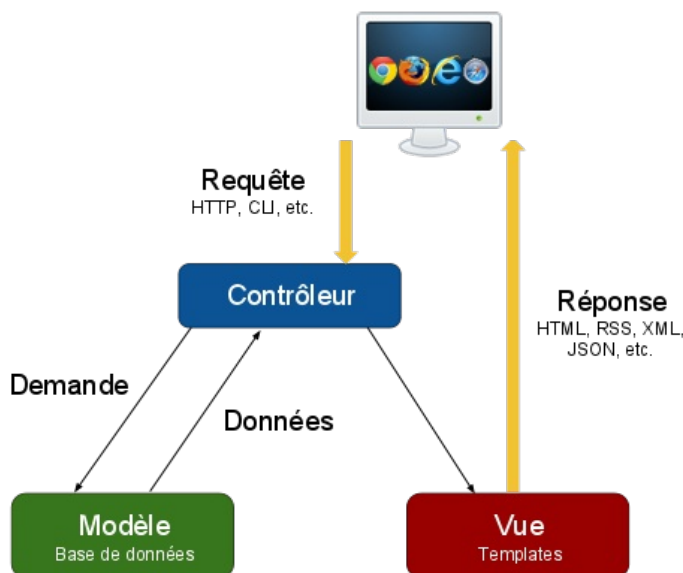 Requête
HTTP, CLI, etc.
Contrôleur
Réponse
HTML, RSS, XML,
JSON, etc.
Demande
Données
Modèle
Base de données
Vue
Templates